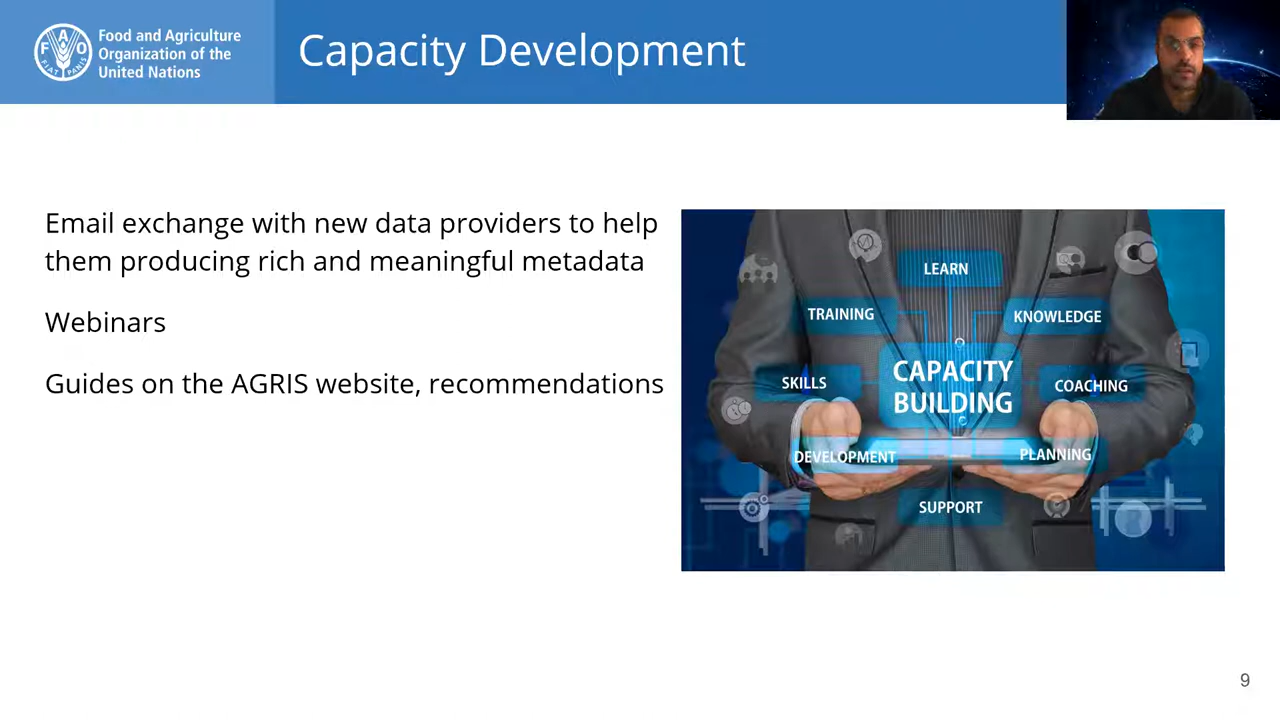 Food and Agriculture
Organization of the
United Nations
Capacity Development
Email exchange with new data providers to help
them producing rich and meaningful metadata
Webinars
Guides on the AGRIS website, recommendations
LEARN
TRAINING
KNOWLEDGE
CAPACITY
BUILDING
SKILLS
COACHING
DEVELOPMENT
PLANNING
SUPPORT
9